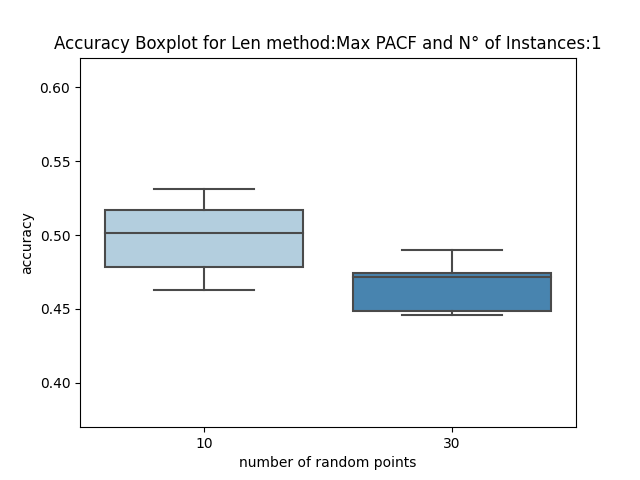 Accuracy Boxplot for Len method:Max PACF and N° of Instances:1
0.60
0.55
0.50
0.45
0.40
accuracy
10 30
number of random points